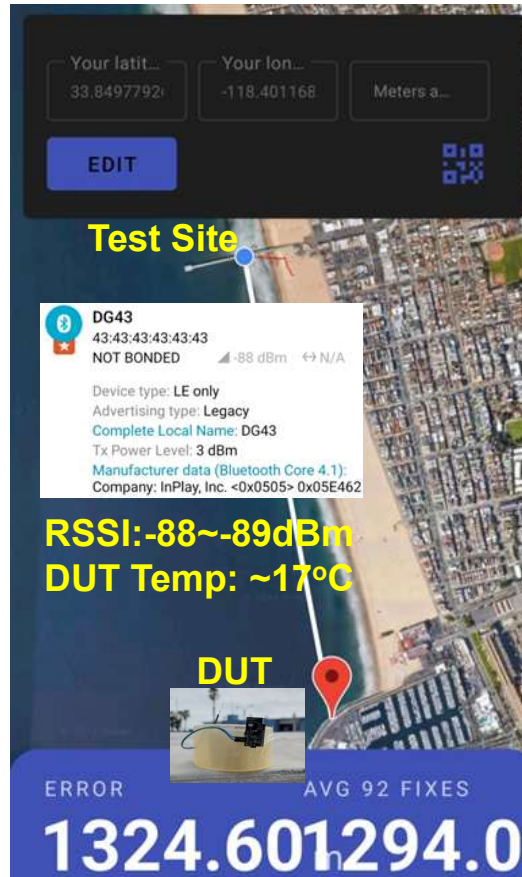 Your latit...
Your lon...
33.8497792
-118.401168
Meters a...
EDIT
Test Site
DG43
43:43:43:43:43:43
NOT BONDED
-88 dBm
N/A
Device type: LE only
Advertising type: Legacy
Complete Local Name: DG43
Tx Power Level: 3 dBm
Manufacturer data (Bluetooth Core 4.1):
Company: InPlay, Inc. <0x0505> 0x05E462
RSSI:-88~-89dBm
DUT Temp: ~17°C
DUT
ERROR
AVG 92 FIXES
1324.60
1294.0